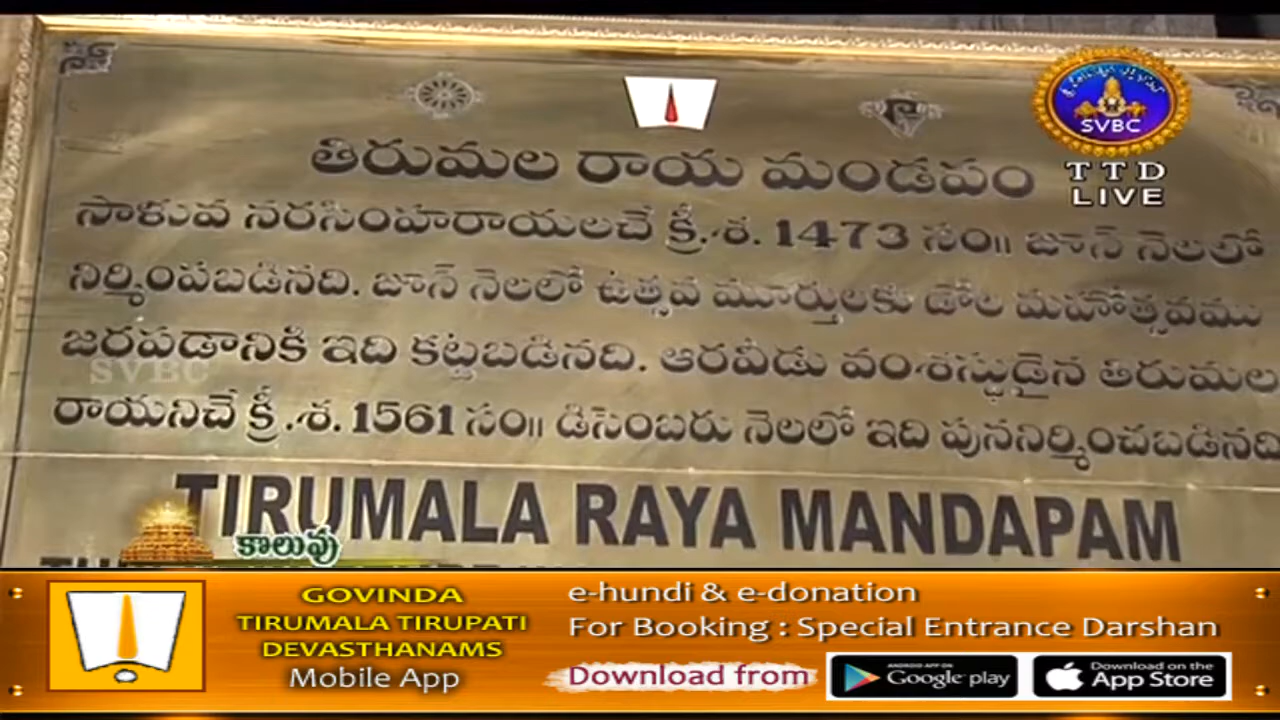 తిరుమల రాయ మండపం
సాళువ నరసింహరాయలచే క్రీ.శ. 1473 సం॥ జూన్ నెలలో
నిర్మింపబడినది. జూన్ నెలలో ఉత్సవ మూర్తులకు డోల మహోత్సవము
జరపడానికి ఇది కట్టబడినది. ఆరవీడు వంశస్థుడైన తిరుమల
రాయనిచే క్రీ.శ. 1561 సం॥ డిసెంబరు నెలలో ఇది పునర్నిర్మించబడినది
TIRUMALA RAYA MANDAPAM
SVBC
TTD
LIVE
SVBC
కొలువు
GOVINDA
TIRUMALA TIRUPATI
DEVASTHANAMS
Mobile App
e-hundi & e-donation
For Booking : Special Entrance Darshan
Download from
ANDROID APP ON
Google play
Download on the
App Store